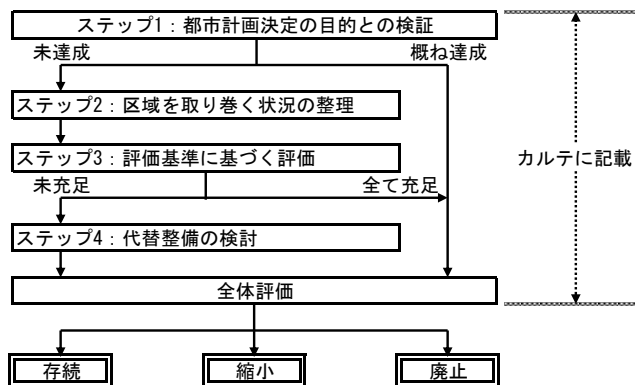 ステップ1：都市計画決定の目的との検証
未達成
概ね達成
ステップ2：区域を取り巻く状況の整理
ステップ3：評価基準に基づく評価
カルテに記載
未充足
全て充足
ステップ4：代替整備の検討
全体評価
存続
縮小
廃止